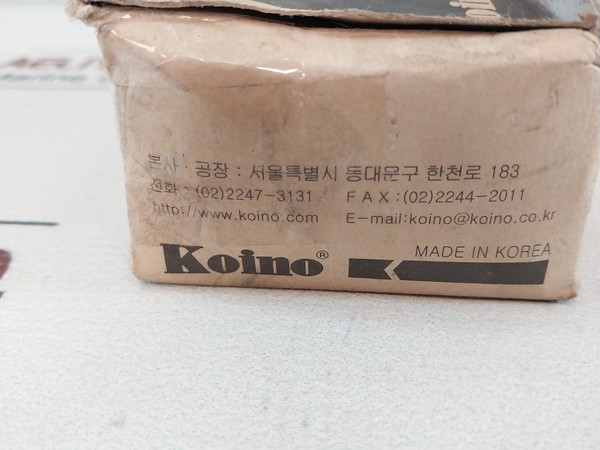 본사· 공장 : 서울특별시 동대문구 한천로 183
전화 : (02)2247-3131 FAX:(02)2244-2011
http://www.koino.com E-mail:koino@koino.co.kr
MADE IN KOREA
Koino®